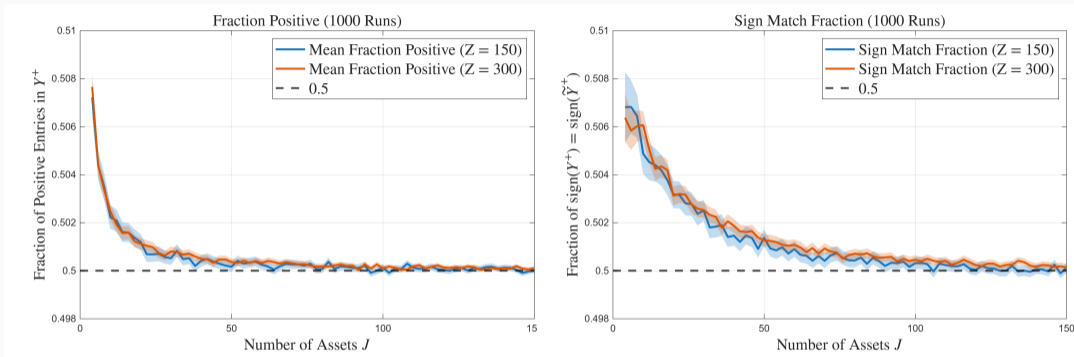 Fraction Positive (1000 Runs)
Fraction of Positive Entries in Y⁺
0.51
0.508
0.506
0.504
0.502
0.5
0.498
Mean Fraction Positive (Z = 150)
Mean Fraction Positive (Z = 300)
0.5
0
50
100
15
Number of Assets J
Sign Match Fraction (1000 Runs)
Fraction of sign(Y⁺) = sign(Ỹ⁺)
0.51
0.508
0.506
0.504
0.502
0.5
0.498
Sign Match Fraction (Z = 150)
Sign Match Fraction (Z = 300)
0.5
0
50
100
150
Number of Assets J